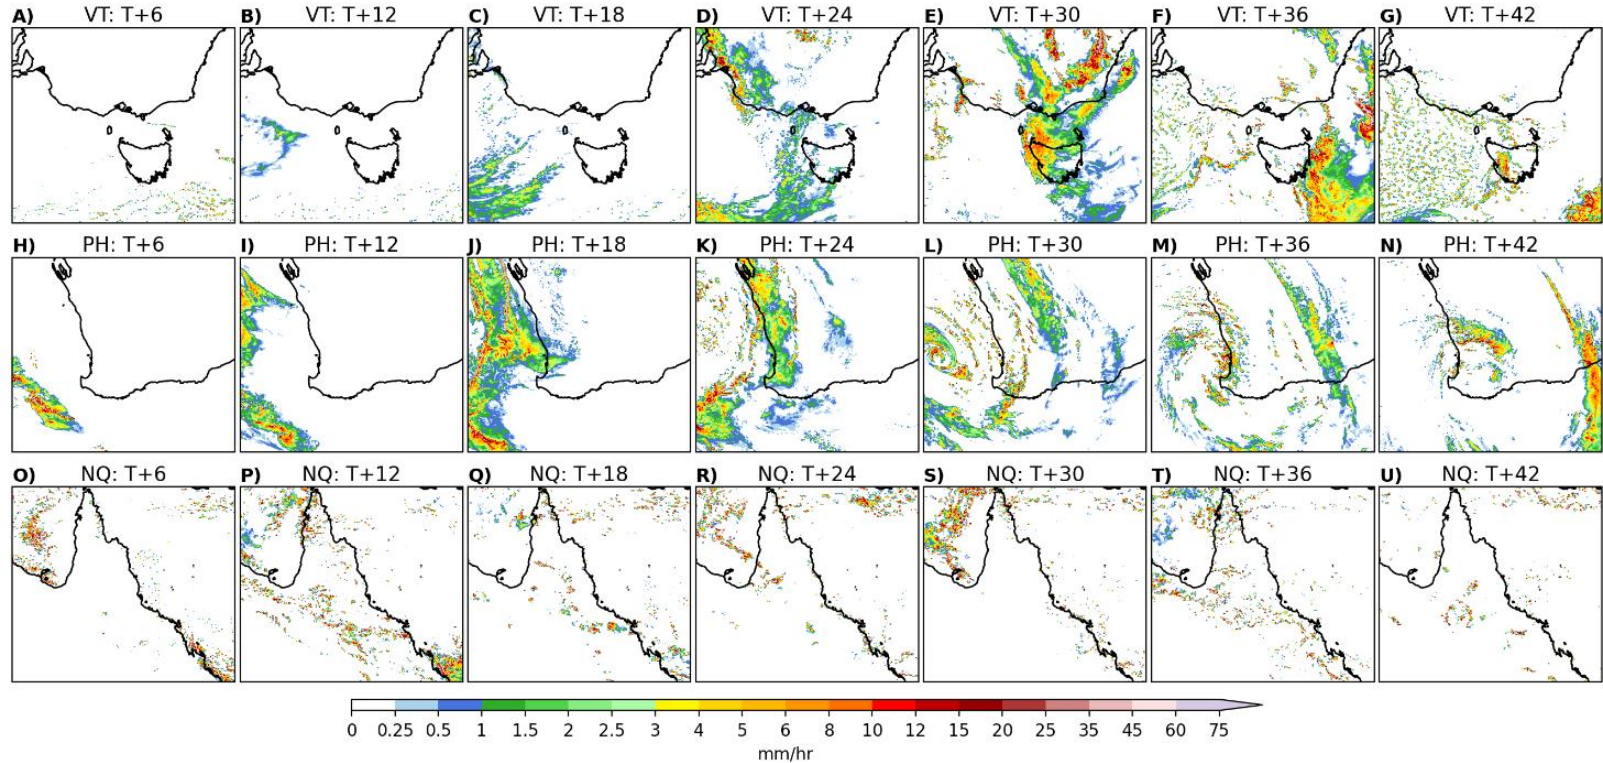 A) VT: T+6
B) VT: T+12
C) VT: T+18
D) VT: T+24
E) VT: T+30
F) VT: T+36
G) VT: T+42
H) PH: T+6
I) PH: T+12
J) PH: T+18
K) PH: T+24
L) PH: T+30
M) PH: T+36
N) PH: T+42
O) NQ: T+6
P) NQ: T+12
Q) NQ: T+18
R) NQ: T+24
S) NQ: T+30
T) NQ: T+36
U) NQ: T+42
0 0.25 0.5 1 1.5 2 2.5 3 4 5 6 8 10 12 15 20 25 35 45 60 75
mm/hr